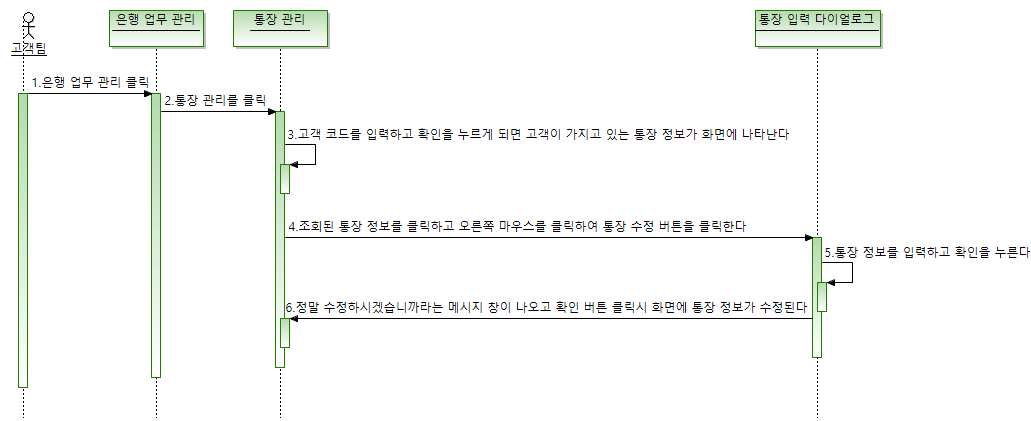 고객팀
은행 업무 관리
통장 관리
통장 입력 다이얼로그
1.은행 업무 관리 클릭
2.통장 관리를 클릭
3.고객 코드를 입력하고 확인을 누르게 되면 고객이 가지고 있는 통장 정보가 화면에 나타난다
4.조회된 통장 정보를 클릭하고 오른쪽 마우스를 클릭하여 통장 수정 버튼을 클릭한다
5.통장 정보를 입력하고 확인을 누른다
6.정말 수정하시겠습니까라는 메시지 창이 나오고 확인 버튼 클릭시 화면에 통장 정보가 수정된다